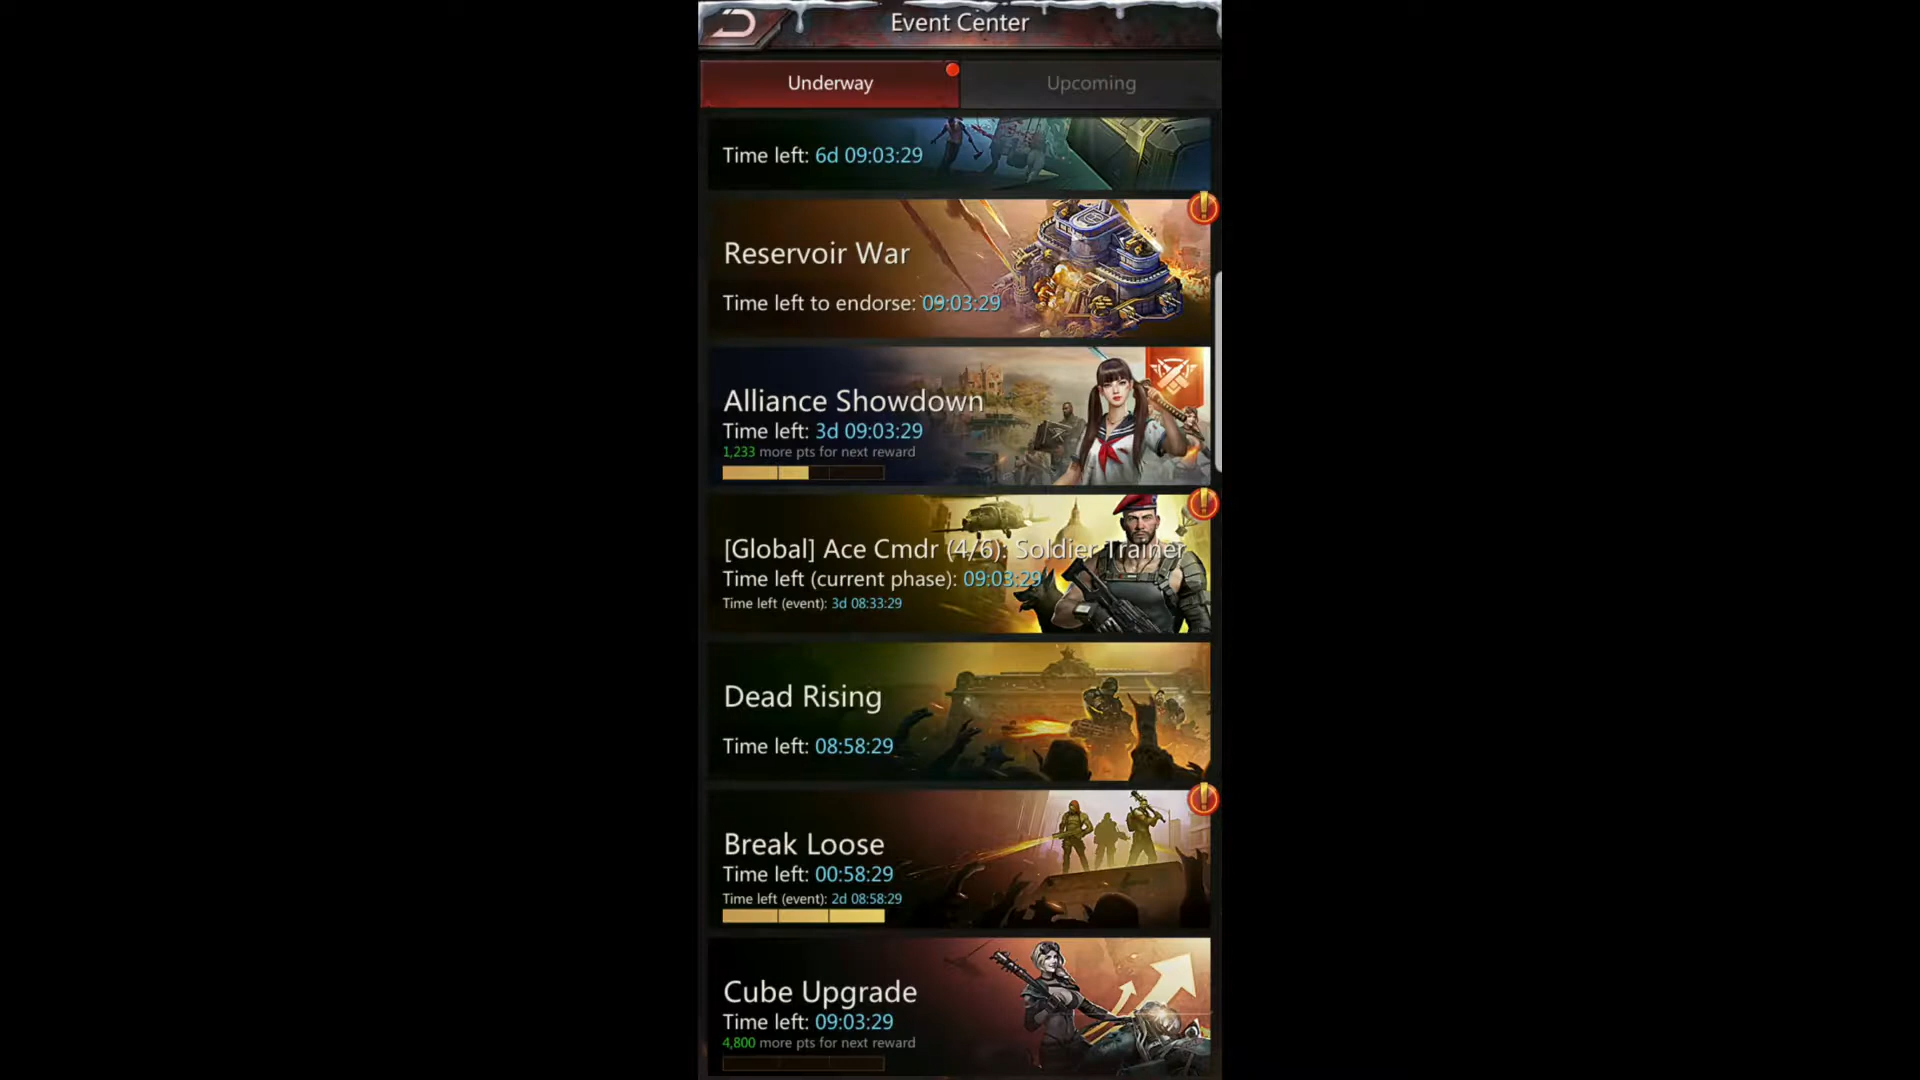 Event Center
Underway
Upcoming
Time left: 6d 09:03:29
Reservoir War
Time left to endorse: 09:03:29
Alliance Showdown
Time left: 3d 09:03:29
1,233 more pts for next reward
[Global] Ace Cmdr (4/6): Soldier Trainer
Time left (current phase): 09:03:29
Time left (event): 3d 08:33:29
Dead Rising
Time left: 08:58:29
Break Loose
Time left: 00:58:29
Time left (event): 2d 08:58:29
Cube Upgrade
Time left: 09:03:29
4,800 more pts for next reward